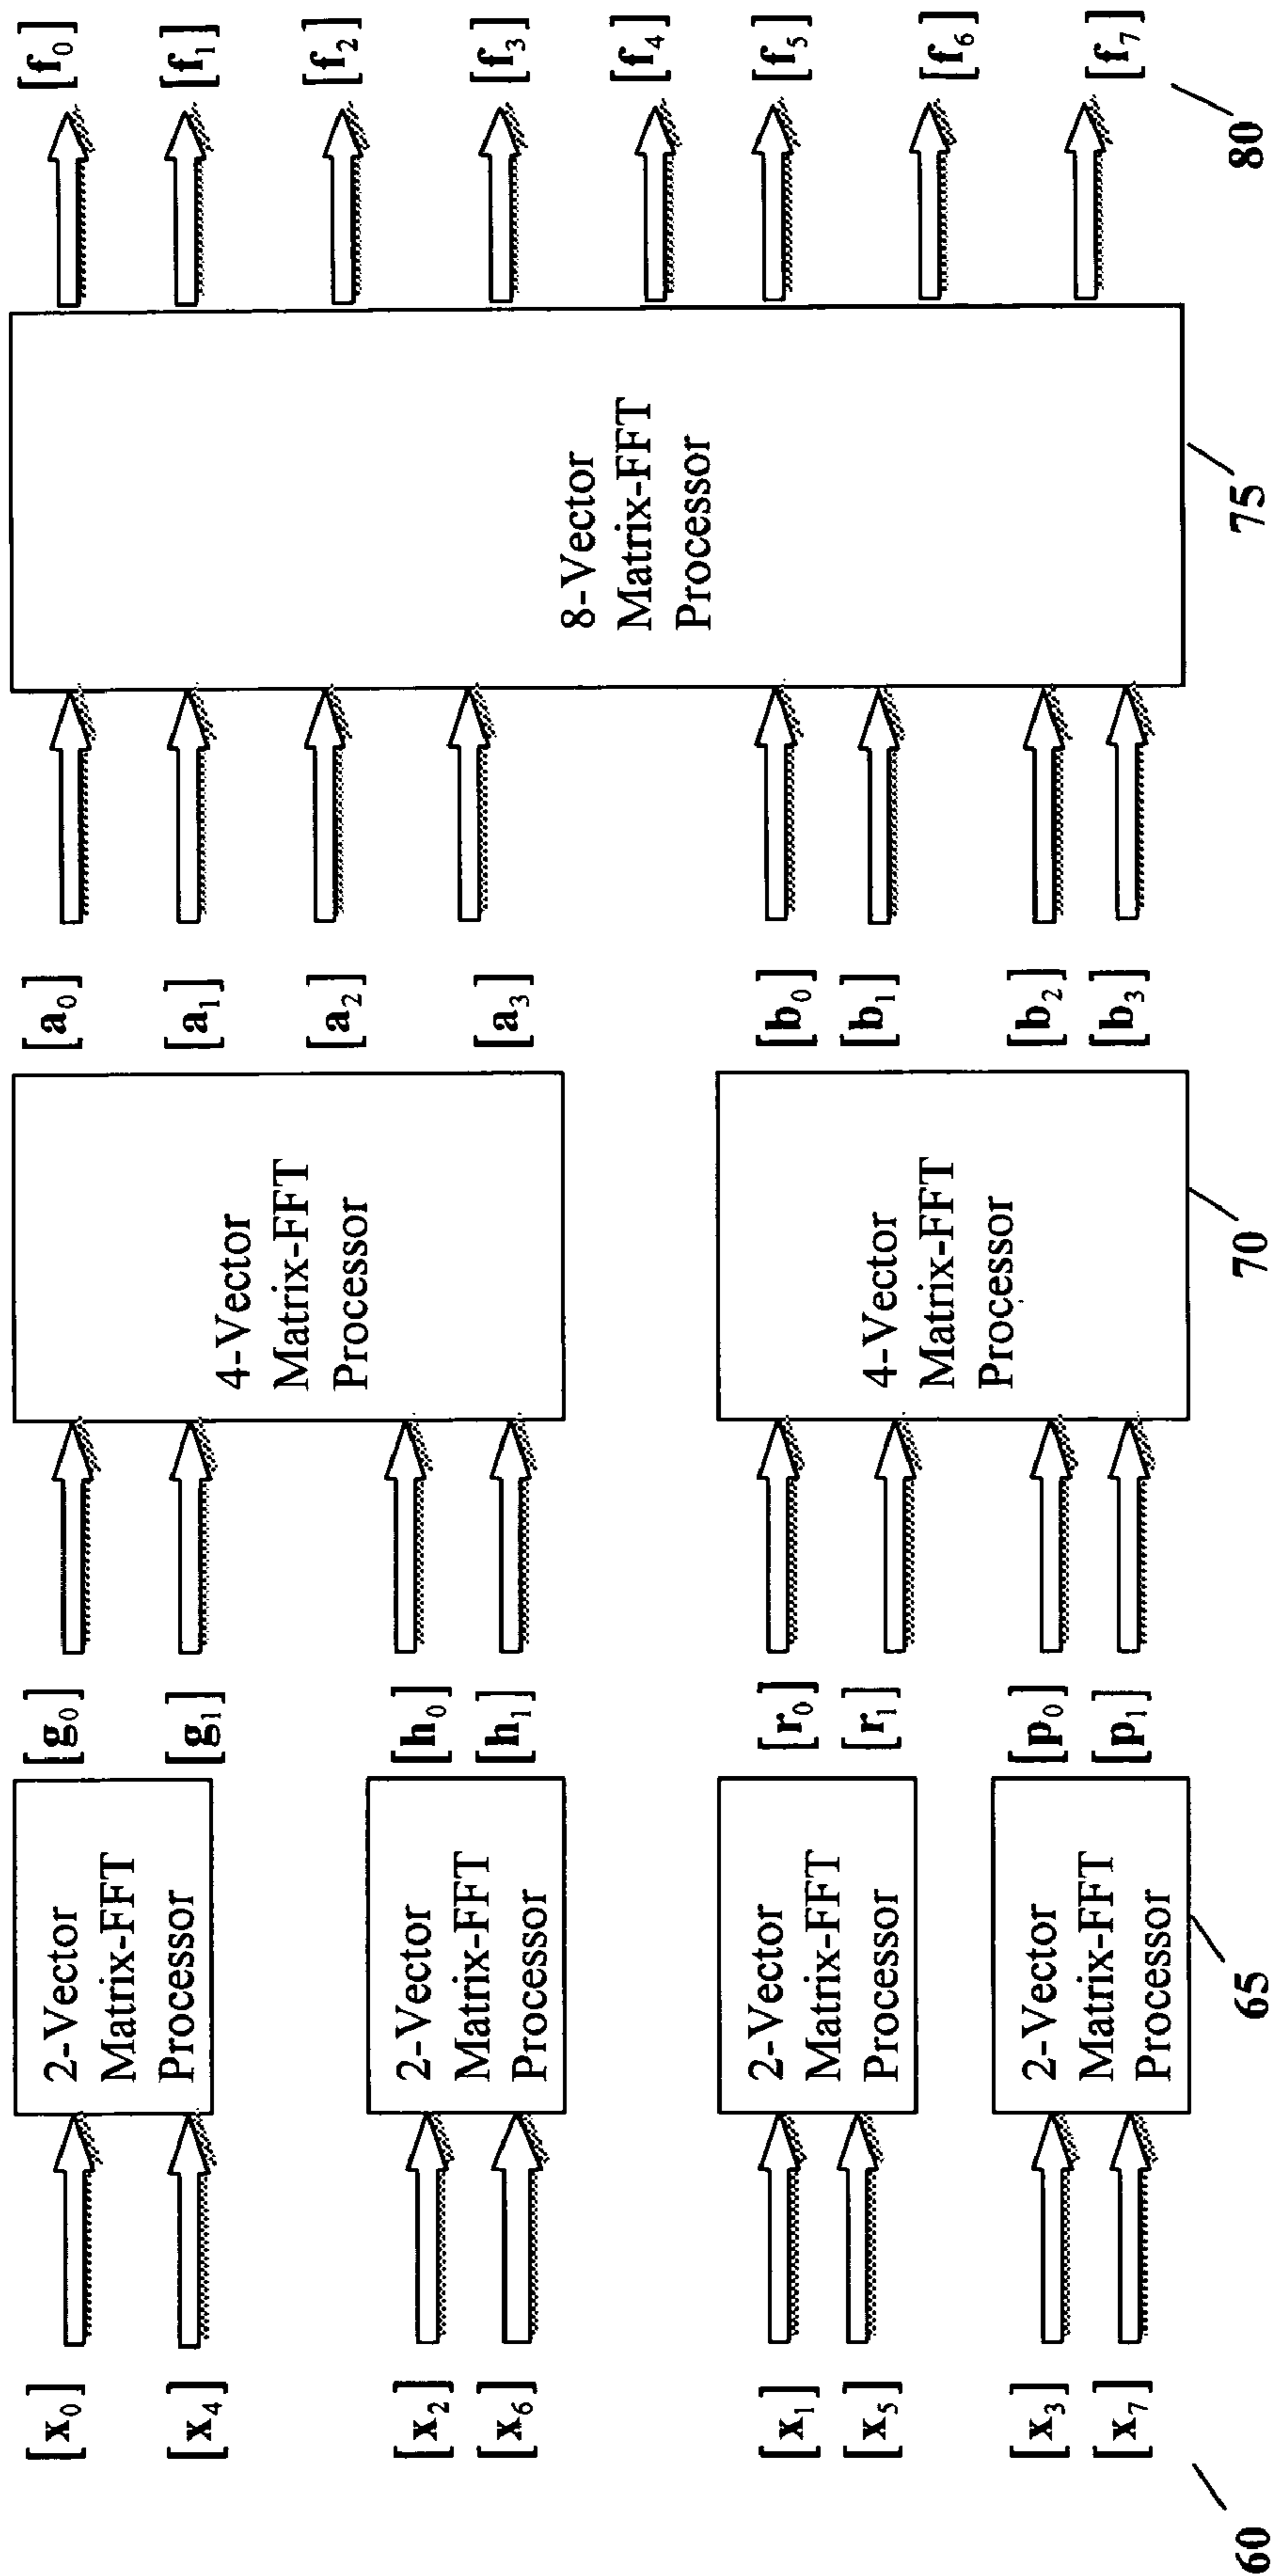 [x₀]
[x₄]
[x₂]
[x₆]
[x₁]
[x₅]
[x₃]
[x₇]
60
2-Vector
Matrix-FFT
Processor
2-Vector
Matrix-FFT
Processor
2-Vector
Matrix-FFT
Processor
2-Vector
Matrix-FFT
Processor
65
[g₀]
[g₁]
[h₀]
[h₁]
[r₀]
[r₁]
[p₀]
[p₁]
4-Vector
Matrix-FFT
Processor
4-Vector
Matrix-FFT
Processor
70
[a₀]
[a₁]
[a₂]
[a₃]
[b₀]
[b₁]
[b₂]
[b₃]
8-Vector
Matrix-FFT
Processor
75
[f₀]
[f₁]
[f₂]
[f₃]
[f₄]
[f₅]
[f₆]
[f₇]
80